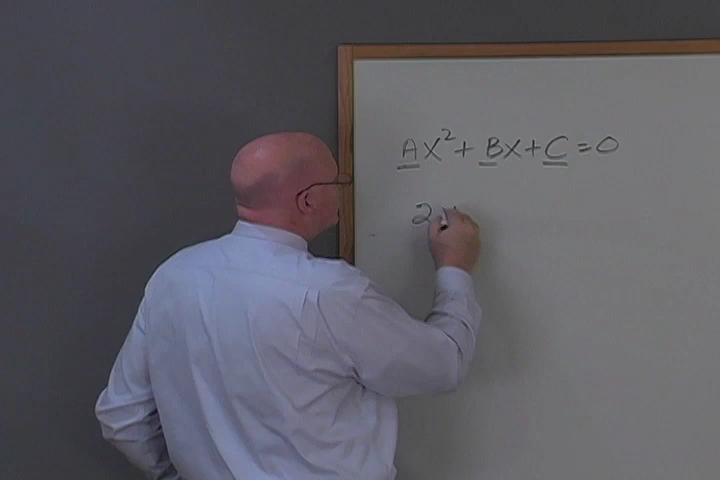 AX² + BX + C = 0
2